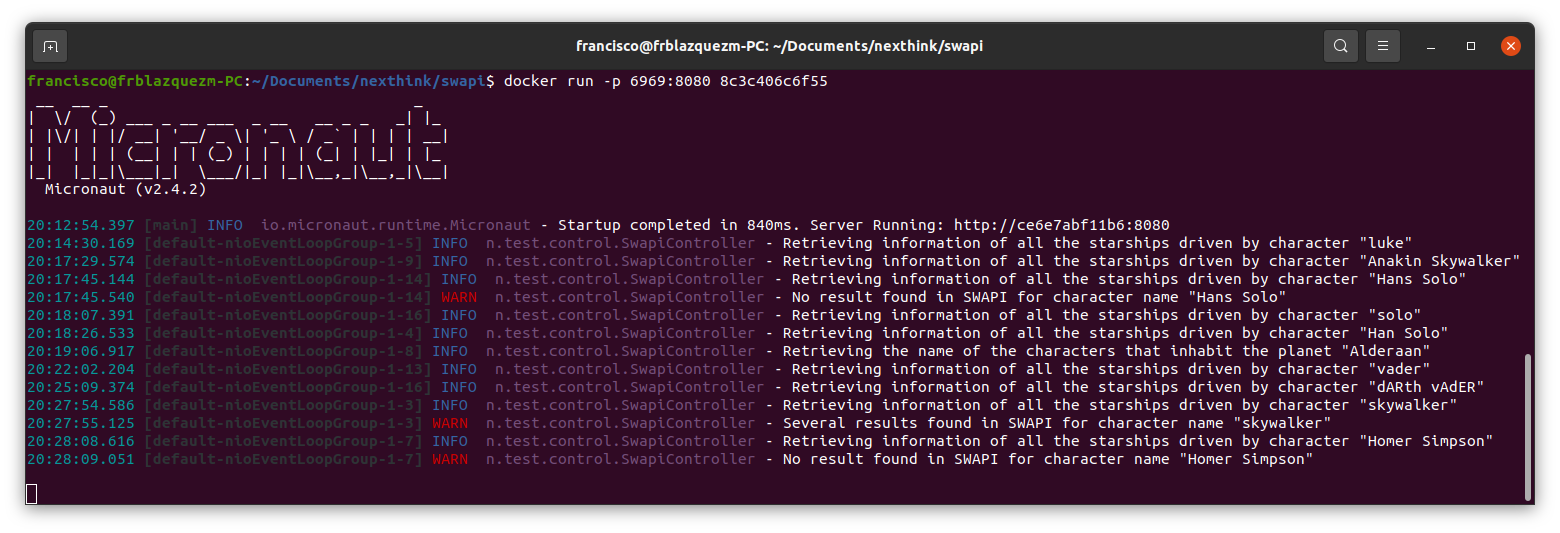 francisco@frblazquezm-PC: ~/Documents/nexthink/swapi
francisco@frblazquezm-PC:~/Documents/nexthink/swapi$ docker run -p 6969:8080 8c3c406c6f55
 __  __ _                                  _
|  \/  (_) ___ _ __ ___  _ __   __ _ _   _| |_
| |\/| | |/ __| '__/ _ \| '_ \ / _` | | | | __|
| |  | | | (__| | | (_) | | | | (_| | |_| | |_
|_|  |_|_|\___|_|  \___/|_| |_|\__,_|\__,_|\__|
  Micronaut (v2.4.2)
20:12:54.397 [main] INFO  io.micronaut.runtime.Micronaut - Startup completed in 840ms. Server Running: http://ce6e7abf11b6:8080
20:14:30.169 [default-nioEventLoopGroup-1-5] INFO  n.test.control.SwapiController - Retrieving information of all the starships driven by character "luke"
20:17:29.574 [default-nioEventLoopGroup-1-9] INFO  n.test.control.SwapiController - Retrieving information of all the starships driven by character "Anakin Skywalker"
20:17:45.144 [default-nioEventLoopGroup-1-14] INFO  n.test.control.SwapiController - Retrieving information of all the starships driven by character "Hans Solo"
20:17:45.540 [default-nioEventLoopGroup-1-14] WARN  n.test.control.SwapiController - No result found in SWAPI for character name "Hans Solo"
20:18:07.391 [default-nioEventLoopGroup-1-16] INFO  n.test.control.SwapiController - Retrieving information of all the starships driven by character "solo"
20:18:26.533 [default-nioEventLoopGroup-1-4] INFO  n.test.control.SwapiController - Retrieving information of all the starships driven by character "Han Solo"
20:19:06.917 [default-nioEventLoopGroup-1-8] INFO  n.test.control.SwapiController - Retrieving the name of the characters that inhabit the planet "Alderaan"
20:22:02.204 [default-nioEventLoopGroup-1-13] INFO  n.test.control.SwapiController - Retrieving information of all the starships driven by character "vader"
20:25:09.374 [default-nioEventLoopGroup-1-16] INFO  n.test.control.SwapiController - Retrieving information of all the starships driven by character "dARth vAdER"
20:27:54.586 [default-nioEventLoopGroup-1-3] INFO  n.test.control.SwapiController - Retrieving information of all the starships driven by character "skywalker"
20:27:55.125 [default-nioEventLoopGroup-1-3] WARN  n.test.control.SwapiController - Several results found in SWAPI for character name "skywalker"
20:28:08.616 [default-nioEventLoopGroup-1-7] INFO  n.test.control.SwapiController - Retrieving information of all the starships driven by character "Homer Simpson"
20:28:09.051 [default-nioEventLoopGroup-1-7] WARN  n.test.control.SwapiController - No result found in SWAPI for character name "Homer Simpson"